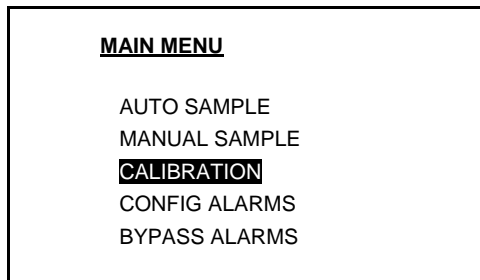 MAIN MENU
AUTO SAMPLE
MANUAL SAMPLE
CALIBRATION
CONFIG ALARMS
BYPASS ALARMS